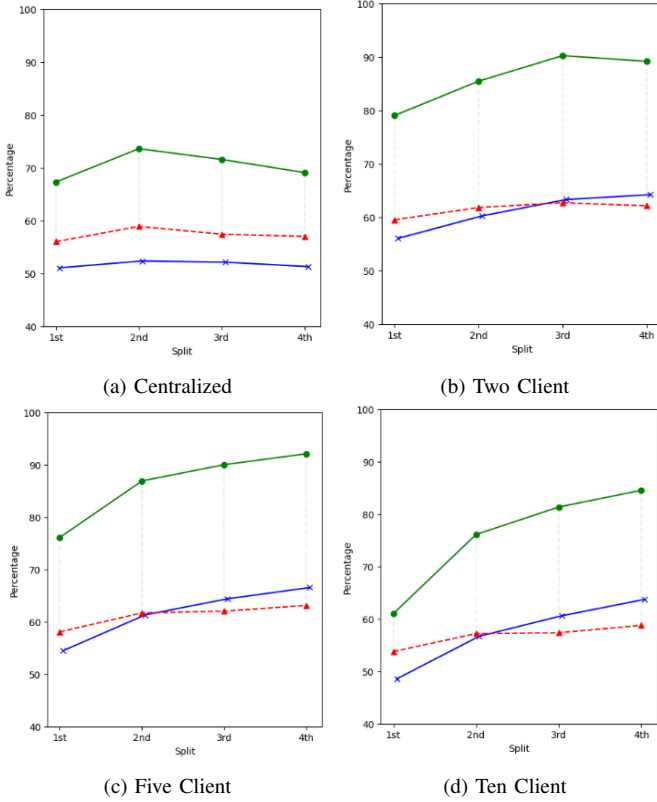 100
90
80
70
60
50
40
Percentage
1st 2nd 3rd 4th
Split
(a) Centralized
100
90
80
70
60
50
40
Percentage
1st 2nd 3rd 4th
Split
(b) Two Client
100
90
80
70
60
50
40
Percentage
1st 2nd 3rd 4th
Split
(c) Five Client
100
90
80
70
60
50
40
Percentage
1st 2nd 3rd 4th
Split
(d) Ten Client